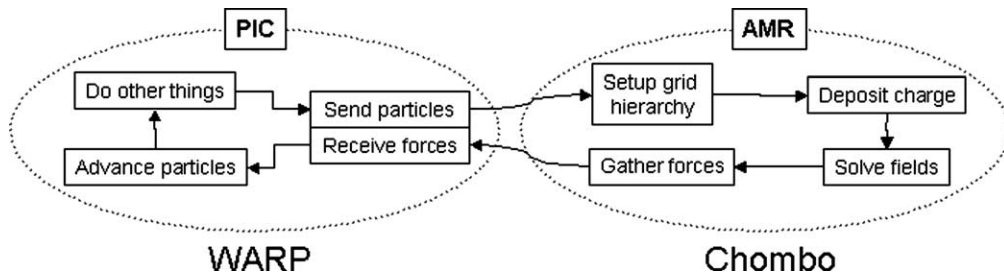 PIC
AMR
Do other things
Send particles
Receive forces
Advance particles
Setup grid
hierarchy
Deposit charge
Gather forces
Solve fields
WARP
Chombo